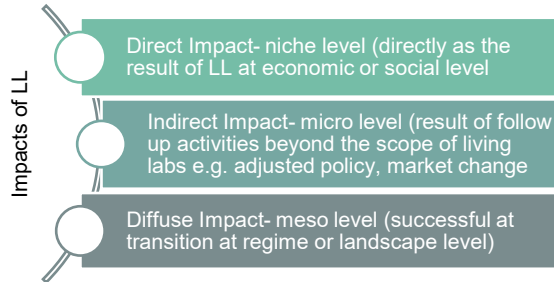 Impacts of LL
Direct Impact- niche level (directly as the
result of LL at economic or social level
Indirect Impact- micro level (result of follow
up activities beyond the scope of living
labs e.g. adjusted policy, market change
Diffuse Impact- meso level (successful at
transition at regime or landscape level)